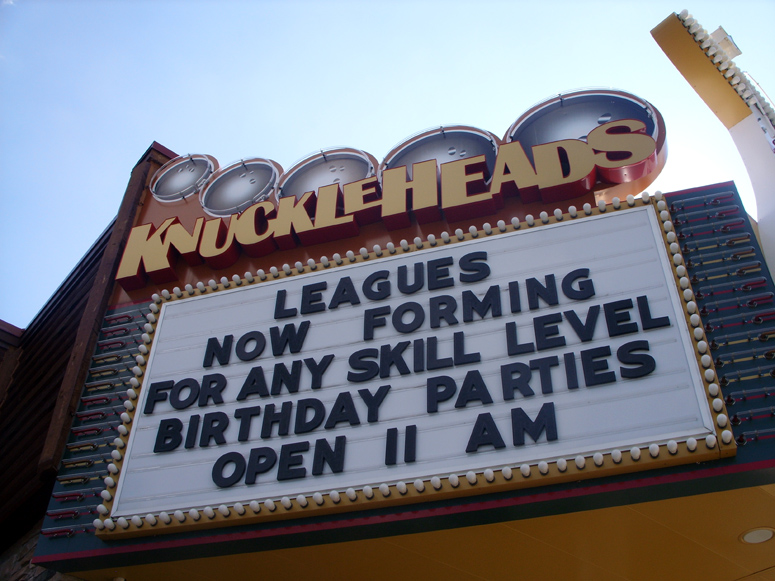 KNUCKLEHEADS
LEAGUES
NOW FORMING
FOR ANY SKILL LEVEL
BIRTHDAY PARTIES
OPEN 11 AM